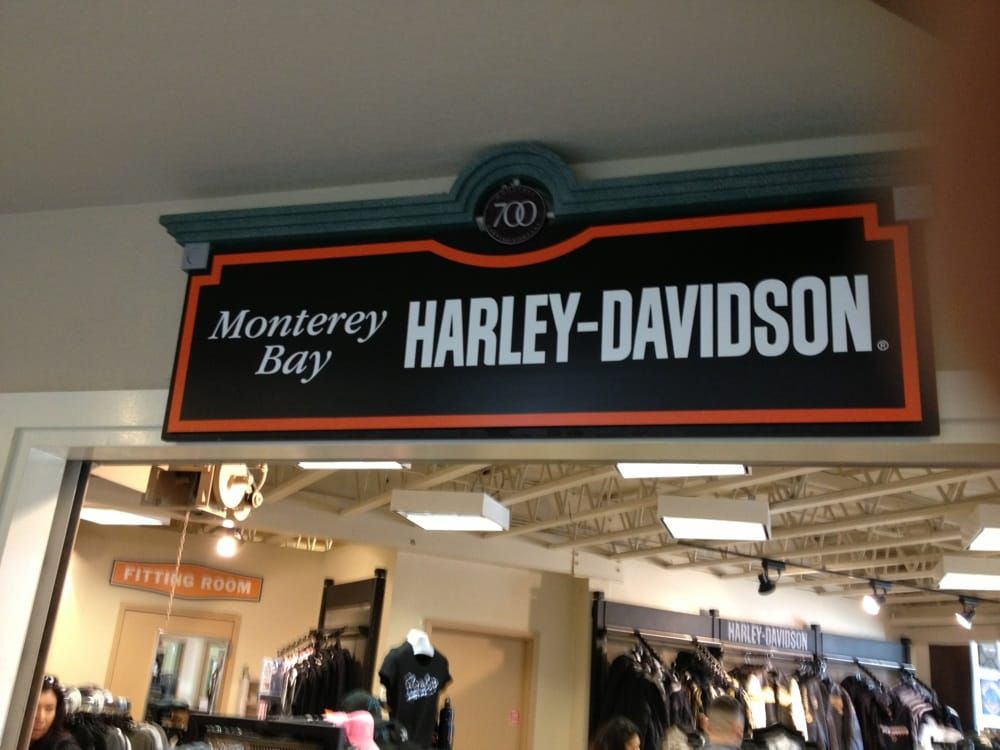 700
Monterey
Bay
HARLEY-DAVIDSON®
FITTING ROOM
HARLEY-DAVIDSON